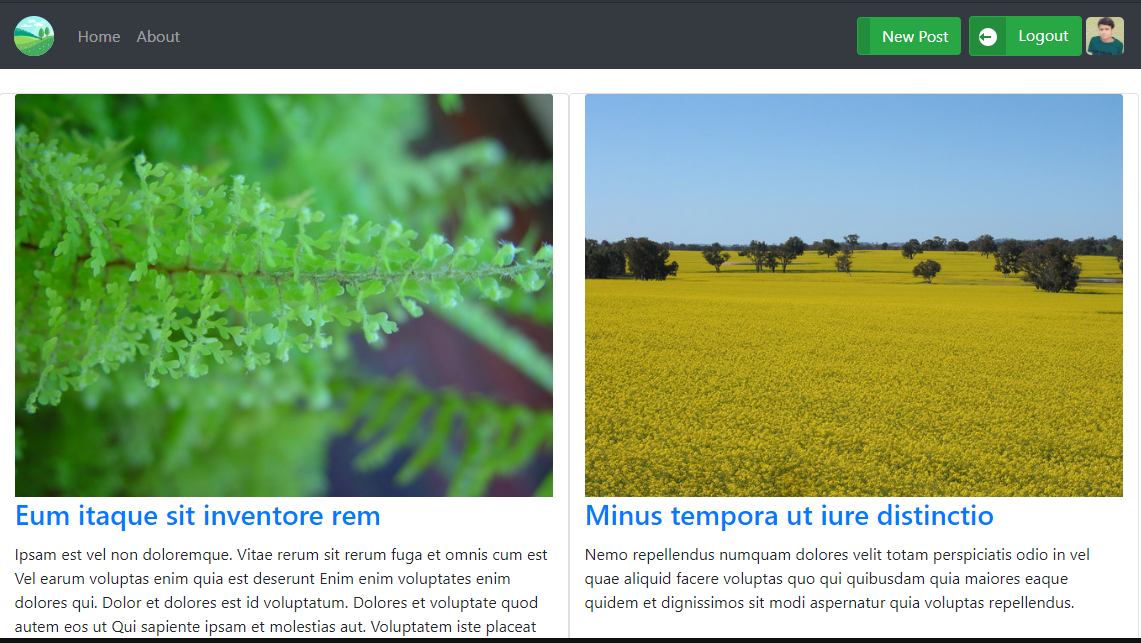 Home About New Post Logout
Eum itaque sit inventore rem
Ipsam est vel non doloremque. Vitae rerum sit rerum fuga et omnis cum est
Vel earum voluptas enim quia est deserunt Enim enim voluptates enim
dolores qui. Dolor et dolores est id voluptatum. Dolores et voluptate quod
autem eos ut Qui sapiente ipsam et molestias aut. Voluptatem iste placeat
Minus tempora ut iure distinctio
Nemo repellendus numquam dolores velit totam perspiciatis odio in vel
quae aliquid facere voluptas quo qui quibusdam quia maiores eaque
quidem et dignissimos sit modi aspernatur quia voluptas repellendus.